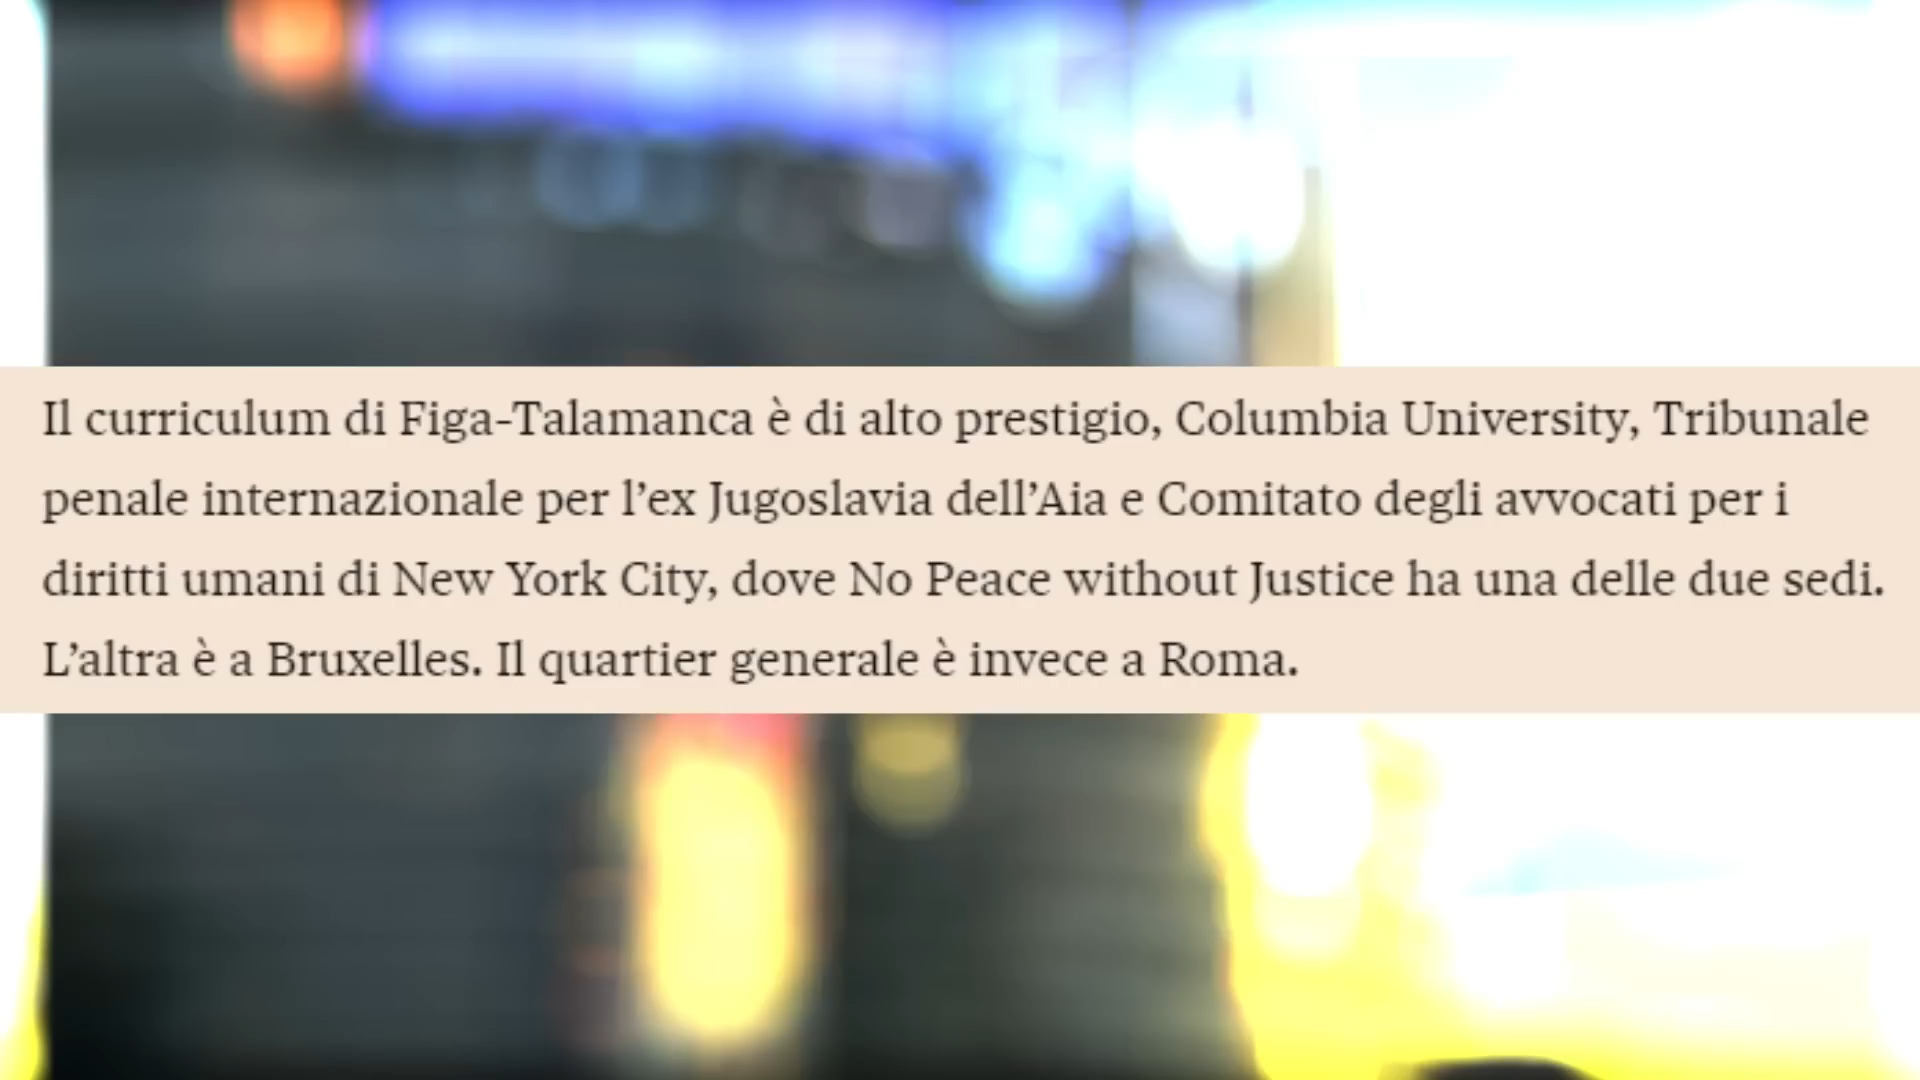 Il curriculum di Figa-Talamanca è di alto prestigio, Columbia University, Tribunale
penale internazionale per l’ex Jugoslavia dell’Aia e Comitato degli avvocati per i
diritti umani di New York City, dove No Peace without Justice ha una delle due sedi.
L’altra è a Bruxelles. Il quartier generale è invece a Roma.